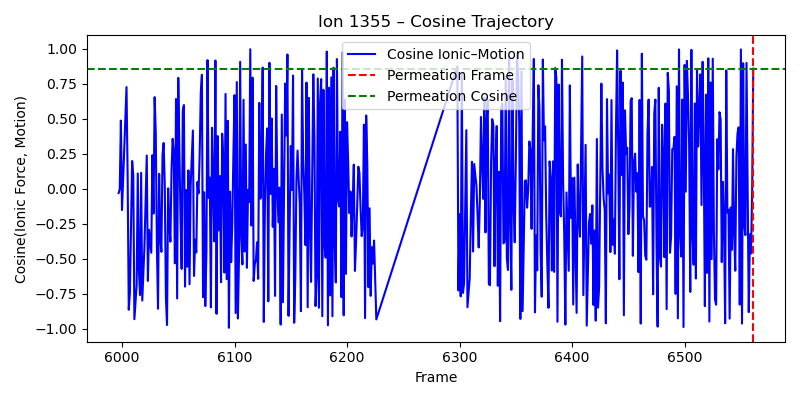 Ion 1355 – Cosine Trajectory
Cosine(Ionic Force, Motion)
1.00
0.75
0.50
0.25
0.00
−0.25
−0.50
−0.75
−1.00
Cosine Ionic–Motion
Permeation Frame
Permeation Cosine
6000
6100
6200
6300
6400
6500
Frame